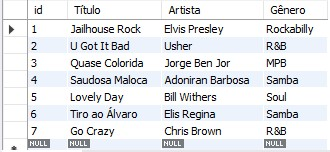 id Título Artista Gênero
1 Jailhouse Rock Elvis Presley Rockabilly
2 U Got It Bad Usher R&B
3 Quase Colorida Jorge Ben Jor MPB
4 Saudosa Maloca Adoniran Barbosa Samba
5 Lovely Day Bill Withers Soul
6 Tiro ao Álvaro Elis Regina Samba
7 Go Crazy Chris Brown R&B
NULL NULL NULL NULL